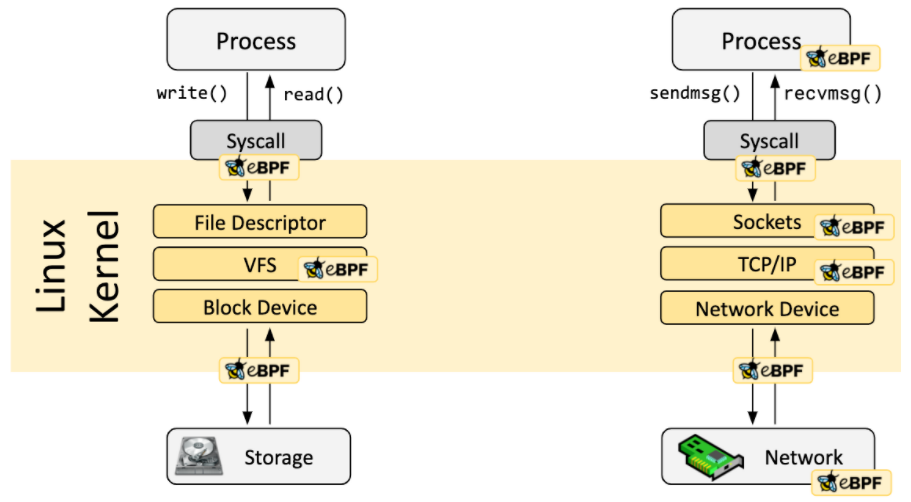 Process
Process
eBPF
write()
read()
sendmsg()
recvmsg()
Syscall
eBPF
Syscall
eBPF
Linux
Kernel
File Descriptor
VFS
eBPF
Block Device
Sockets
eBPF
TCP/IP
eBPF
Network Device
eBPF
eBPF
Storage
Network
eBPF